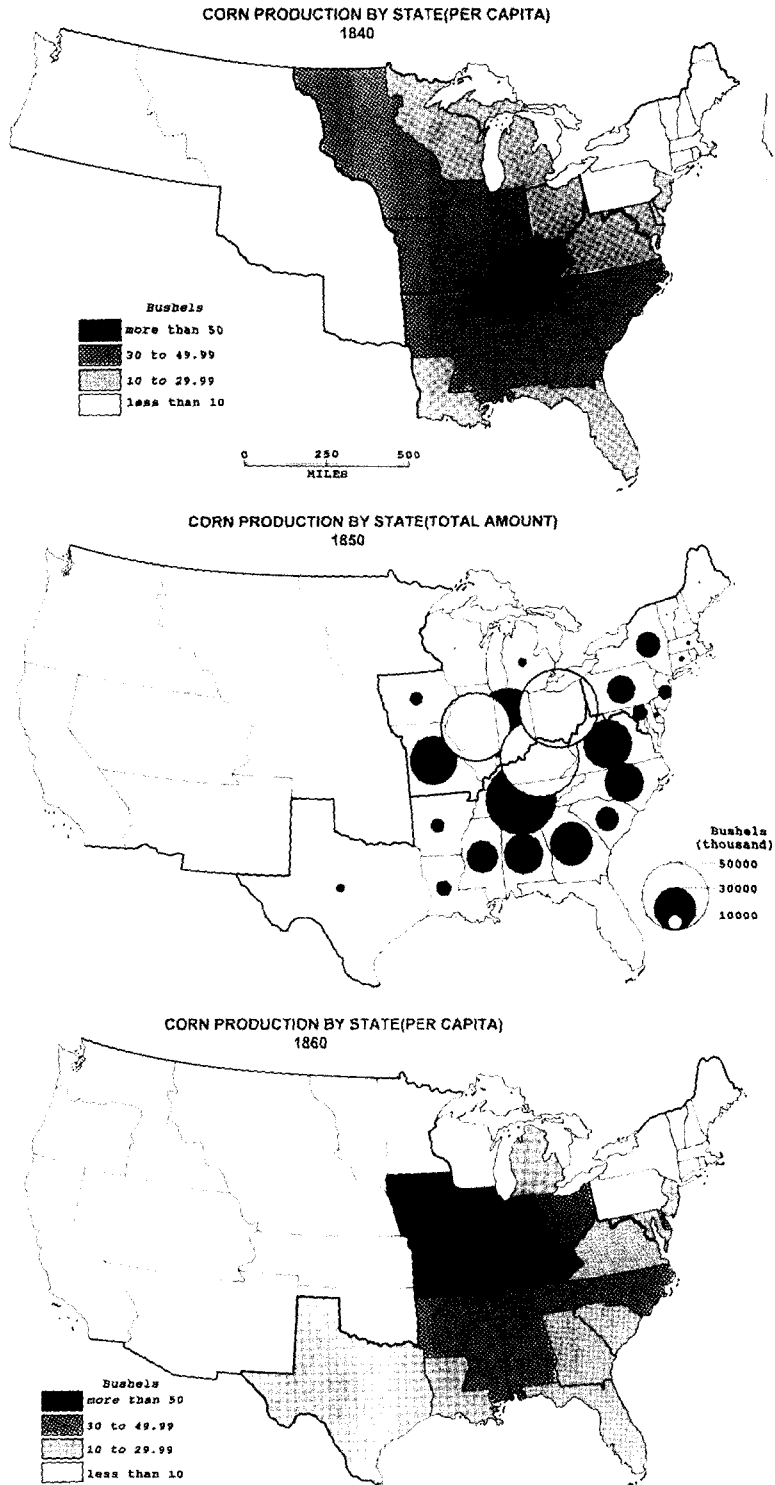 CORN PRODUCTION BY STATE(PER CAPITA)
1840
Bushels
more than 50
30 to 49.99
10 to 29.99
less than 10
0 250 500
MILES
CORN PRODUCTION BY STATE(TOTAL AMOUNT)
1850
Bushels
(thousand)
50000
30000
10000
CORN PRODUCTION BY STATE(PER CAPITA)
1860
Bushels
more than 50
30 to 49.99
10 to 29.99
less than 10